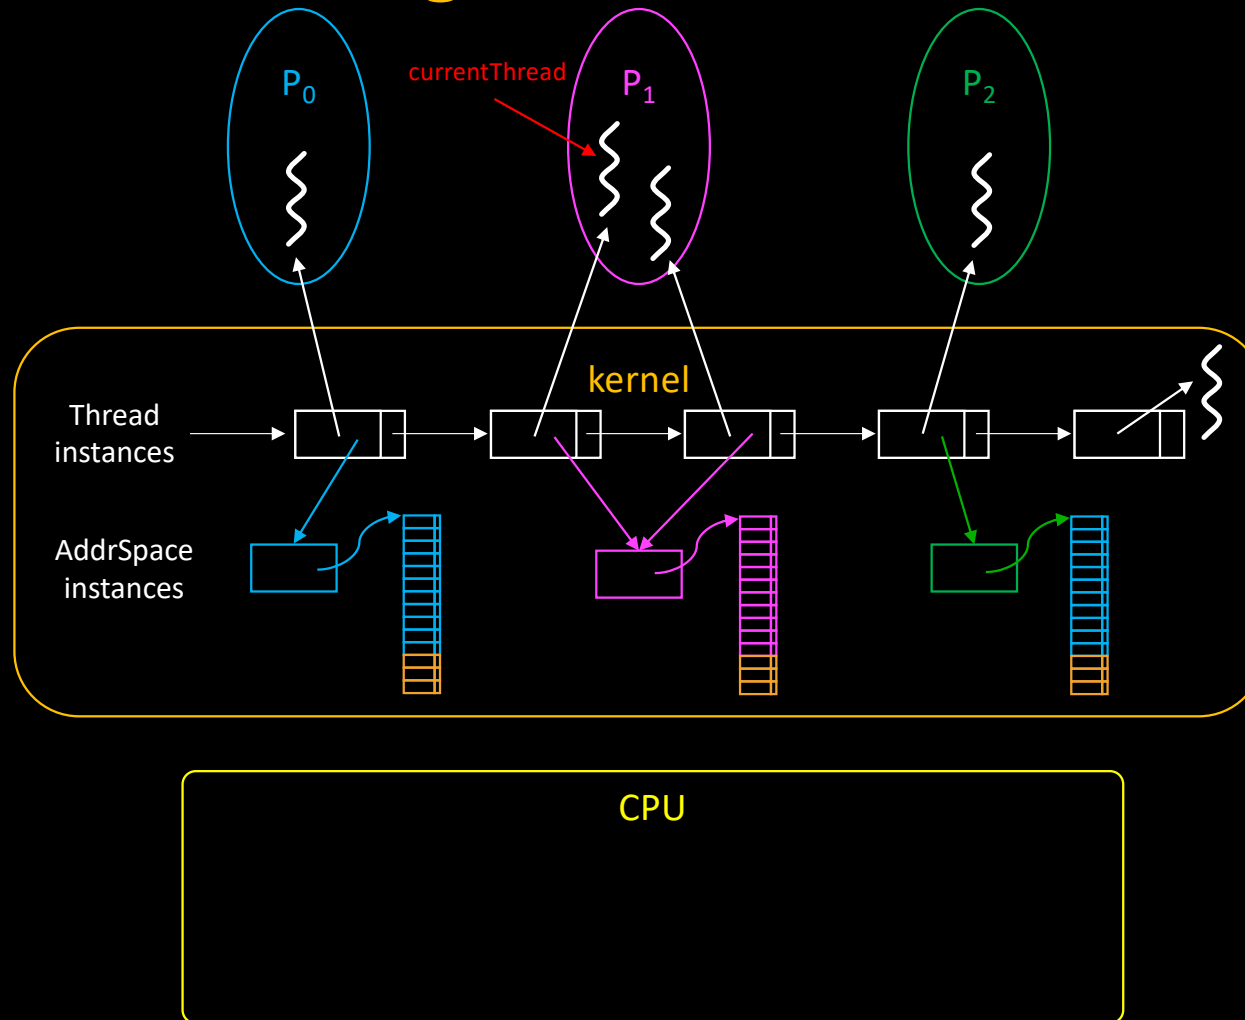 P₀
currentThread
P₁
P₂
kernel
Thread
instances
AddrSpace
instances
CPU